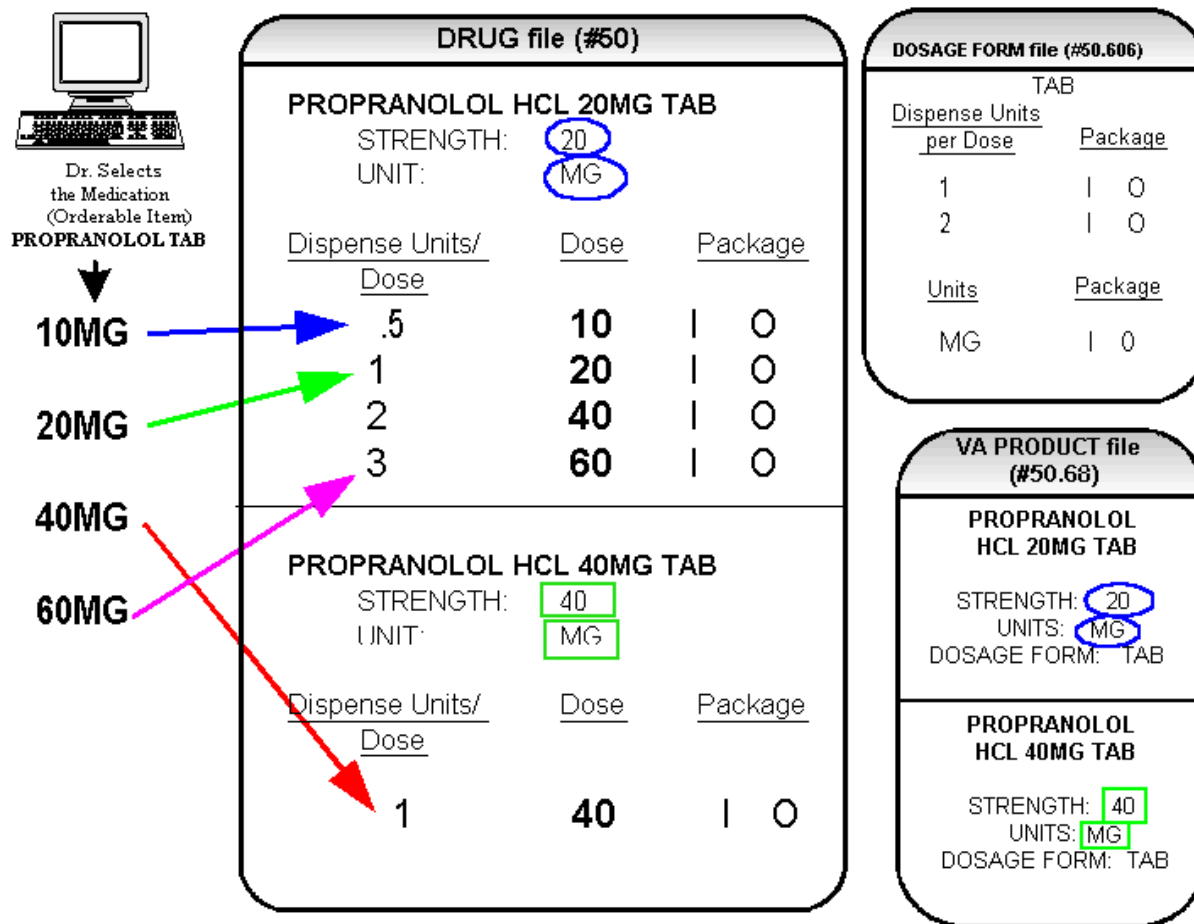 Dr. Selects
the Medication
(Orderable Item)
PROPRANOLOL TAB
10MG
20MG
40MG
60MG
DRUG file (#50)
PROPRANOLOL HCL 20MG TAB
STRENGTH: 20
UNIT: MG
Dispense Units/ Dose Package
Dose
.5 10 I O
1 20 I O
2 40 I O
3 60 I O
PROPRANOLOL HCL 40MG TAB
STRENGTH: 40
UNIT: MG
Dispense Units/ Dose Package
Dose
1 40 I O
DOSAGE FORM file (#50.606)
TAB
Dispense Units
per Dose Package
1 I O
2 I O
Units Package
MG I 0
VA PRODUCT file
(#50.68)
PROPRANOLOL
HCL 20MG TAB
STRENGTH: 20
UNITS: MG
DOSAGE FORM: TAB
PROPRANOLOL
HCL 40MG TAB
STRENGTH: 40
UNITS: MG
DOSAGE FORM: TAB